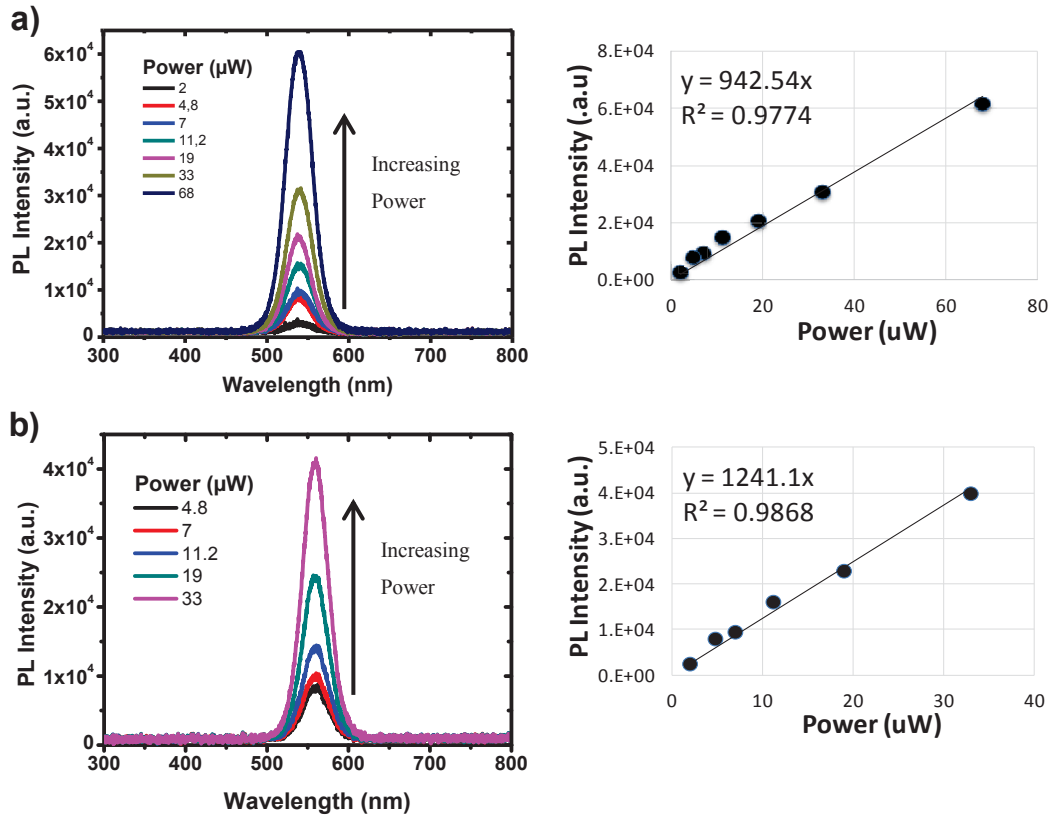 a)
6x10⁴
5x10⁴
4x10⁴
3x10⁴
2x10⁴
1x10⁴
0
PL Intensity (a.u.)
Power (µW)
2
4,8
7
11,2
19
33
68
Increasing
Power
300 400 500 600 700 800
Wavelength (nm)
8.E+04
6.E+04
4.E+04
2.E+04
0.E+00
PL Intensity (.a.u)
y = 942.54x
R² = 0.9774
0 20 40 60 80
Power (uW)
b)
4x10⁴
3x10⁴
2x10⁴
1x10⁴
0
PL Intensity (a.u.)
Power (µW)
4.8
7
11.2
19
33
Increasing
Power
300 400 500 600 700 800
Wavelength (nm)
5.E+04
4.E+04
3.E+04
2.E+04
1.E+04
0.E+00
PL Intensity (a.u.)
y = 1241.1x
R² = 0.9868
0 10 20 30 40
Power (uW)